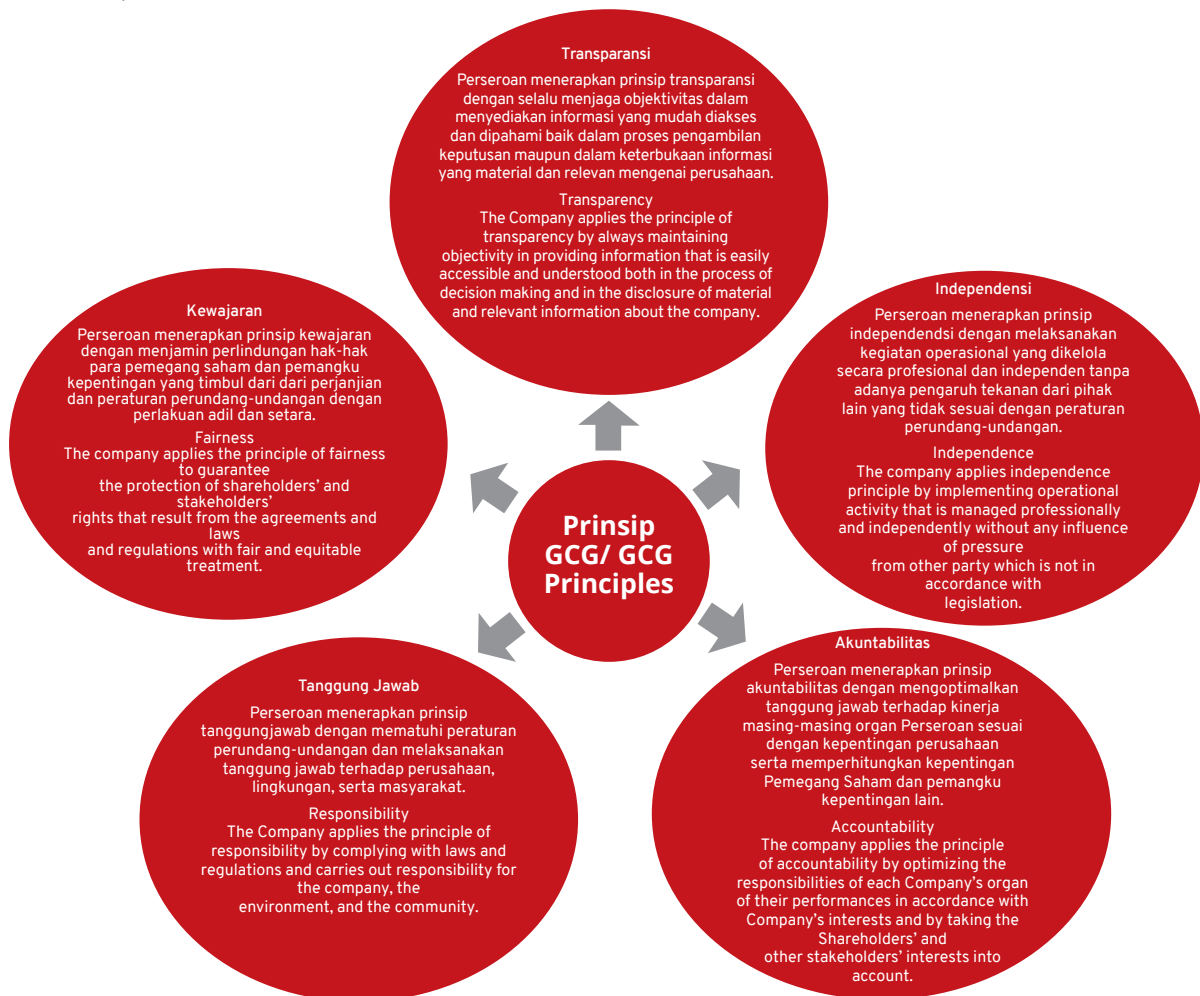 Transparansi
Perseroan menerapkan prinsip transparansi
dengan selalu menjaga objektivitas dalam
menyediakan informasi yang mudah diakses
dan dipahami baik dalam proses pengambilan
keputusan maupun dalam keterbukaan informasi
yang material dan relevan mengenai perusahaan.
Transparency
The Company applies the principle of
transparency by always maintaining
objectivity in providing information that is easily
accessible and understood both in the process of
decision making and in the disclosure of material
and relevant information about the company.
Kewajaran
Perseroan menerapkan prinsip kewajaran
dengan menjamin perlindungan hak-hak
para pemegang saham dan pemangku
kepentingan yang timbul dari dari perjanjian
dan peraturan perundang-undangan dengan
perlakuan adil dan setara.
Fairness
The company applies the principle of fairness
to guarantee
the protection of shareholders' and
stakeholders'
rights that result from the agreements and
laws
and regulations with fair and equitable
treatment.
Independensi
Perseroan menerapkan prinsip
independendsi dengan melaksanakan
kegiatan operasional yang dikelola
secara profesional dan independen tanpa
adanya pengaruh tekanan dari pihak
lain yang tidak sesuai dengan peraturan
perundang-undangan.
Independence
The company applies independence
principle by implementing operational
activity that is managed professionally
and independently without any influence
of pressure
from other party which is not in
accordance with
legislation.
Prinsip
GCG/ GCG
Principles
Tanggung Jawab
Perseroan menerapkan prinsip
tanggungjawab dengan mematuhi peraturan
perundang-undangan dan melaksanakan
tanggung jawab terhadap perusahaan,
lingkungan, serta masyarakat.
Responsibility
The Company applies the principle of
responsibility by complying with laws and
regulations and carries out responsibility for
the company, the
environment, and the community.
Akuntabilitas
Perseroan menerapkan prinsip
akuntabilitas dengan mengoptimalkan
tanggung jawab terhadap kinerja
masing-masing organ Perseroan sesuai
dengan kepentingan perusahaan
serta memperhitungkan kepentingan
Pemegang Saham dan pemangku
kepentingan lain.
Accountability
The company applies the principle
of accountability by optimizing the
responsibilities of each Company's organ
of their performances in accordance with
Company's interests and by taking the
Shareholders' and
other stakeholders' interests into
account.